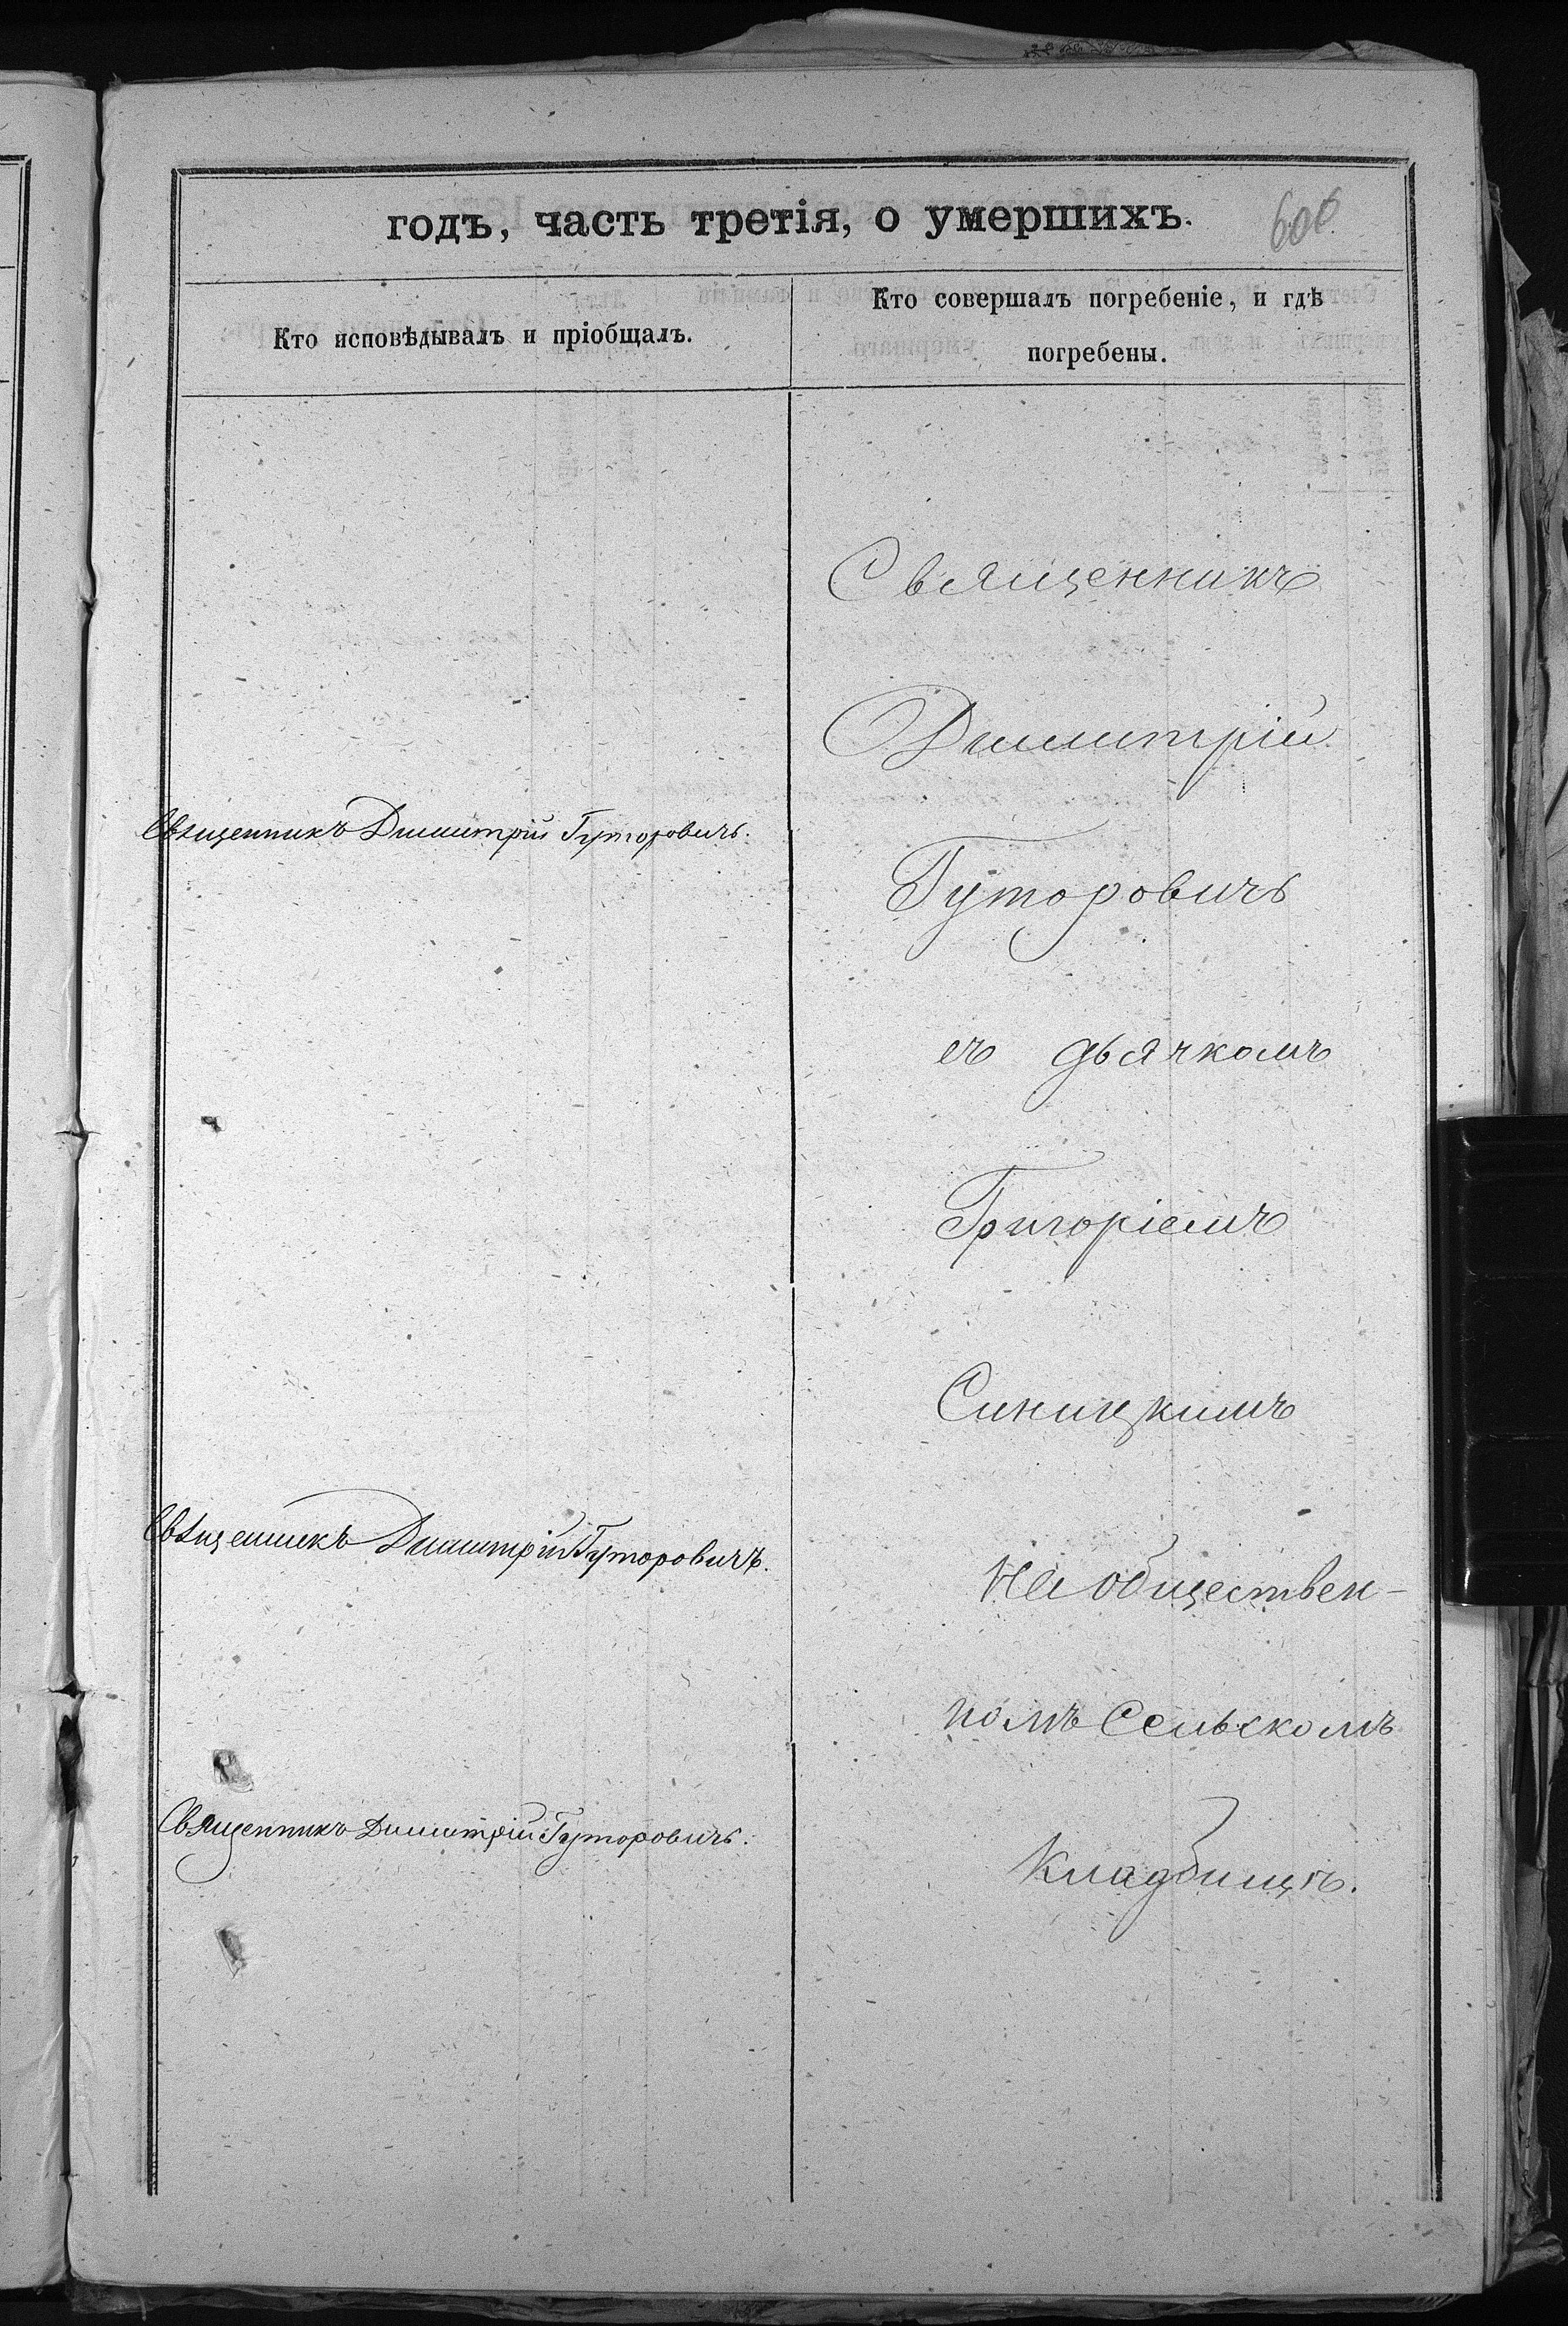 годъ, часть третія, о умершихъ.
606
Кто исповѣдывалъ и пріобщалъ.
Кто совершалъ погребеніе, и гдѣ
погребены.
Священникъ Димитрій Гуторовичъ.
Священникъ Димитрій Гуторовичъ.
Священникъ Димитрій Гуторовичъ.
Священникъ
Димитрій
Гуторовичъ
съ дьячкомъ
Григоріемъ
Синицкимъ
На обществен-
номъ Сельскомъ
Кладбищѣ.